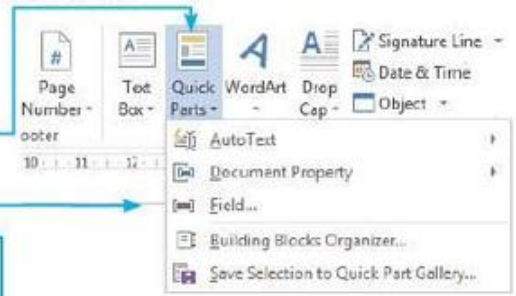 Signature Line
Date & Time
Page Text Quick WordArt Drop Object
Number Box Parts Cap
ooter
10 11 12
AutoText
Document Property
Field...
Building Blocks Organizer...
Save Selection to Quick Part Gallery...